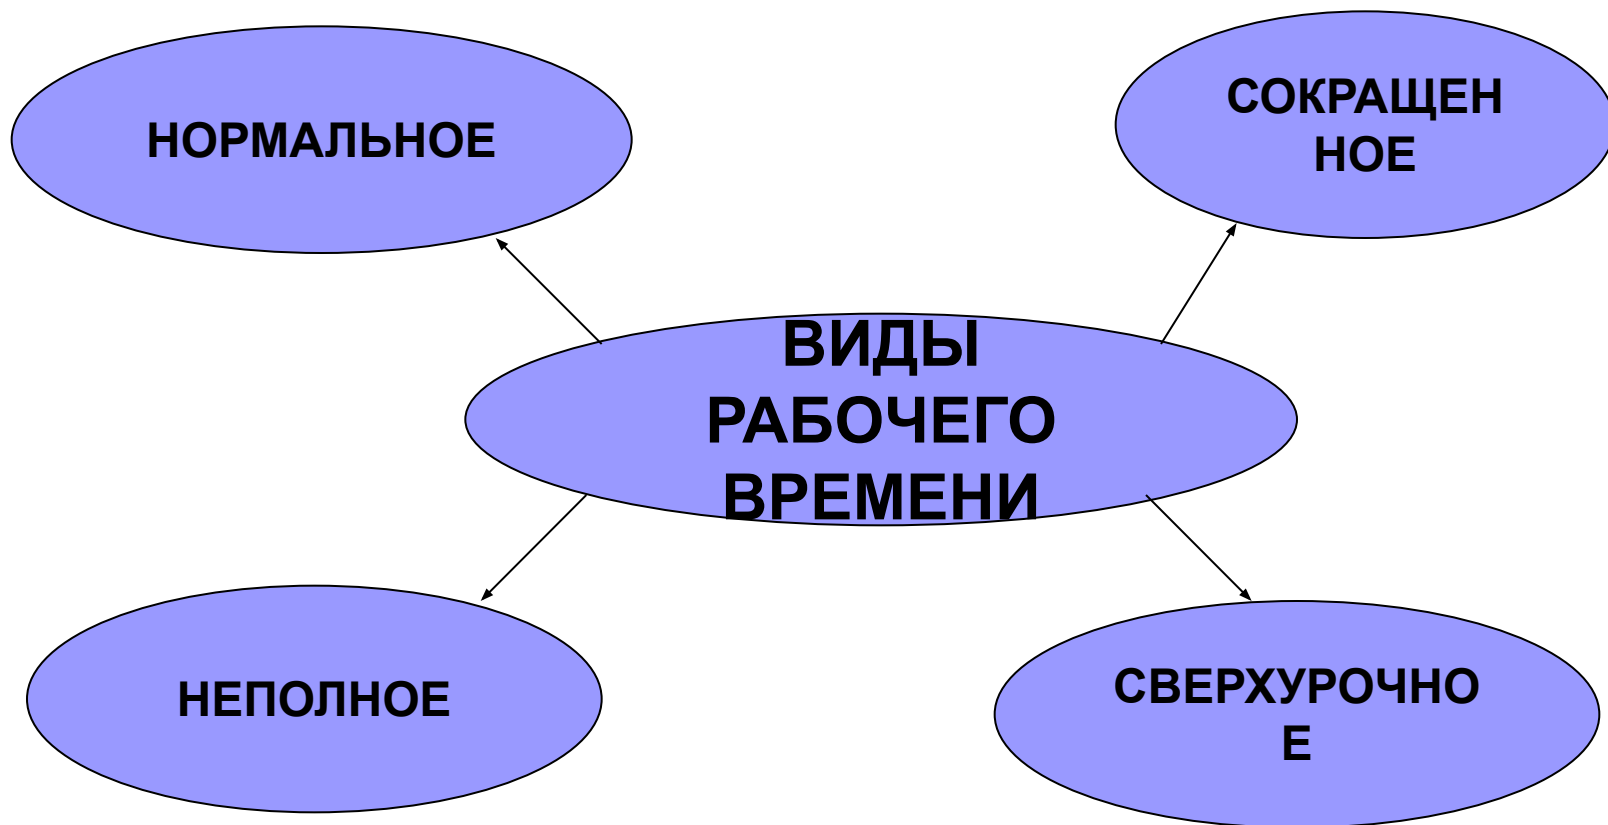 НОРМАЛЬНОЕ
СОКРАЩЕН
НОЕ
ВИДЫ
РАБОЧЕГО
ВРЕМЕНИ
НЕПОЛНОЕ
СВЕРХУРОЧНО
Е